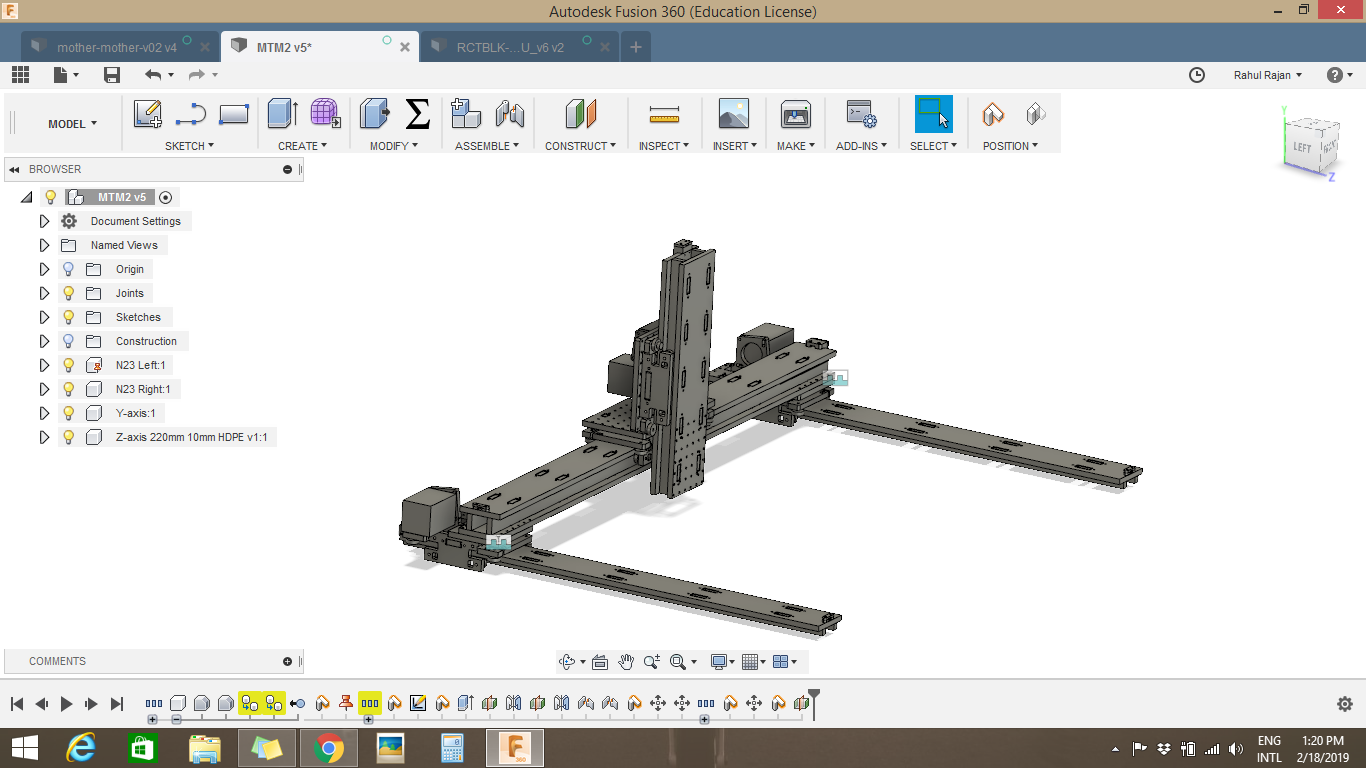 Autodesk Fusion 360 (Education License)
mother-mother-v02 v4
MTM2 v5*
RCTBLK-...U_v6 v2
Rahul Rajan
MODEL
SKETCH
CREATE
MODIFY
ASSEMBLE
CONSTRUCT
INSPECT
INSERT
MAKE
ADD-INS
SELECT
POSITION
Y
LEFT
Z
BROWSER
MTM2 v5
Document Settings
Named Views
Origin
Joints
Sketches
Construction
N23 Left:1
N23 Right:1
Y-axis:1
Z-axis 220mm 10mm HDPE v1:1
COMMENTS
F
360
ENG
INTL
1:20 PM
2/18/2019